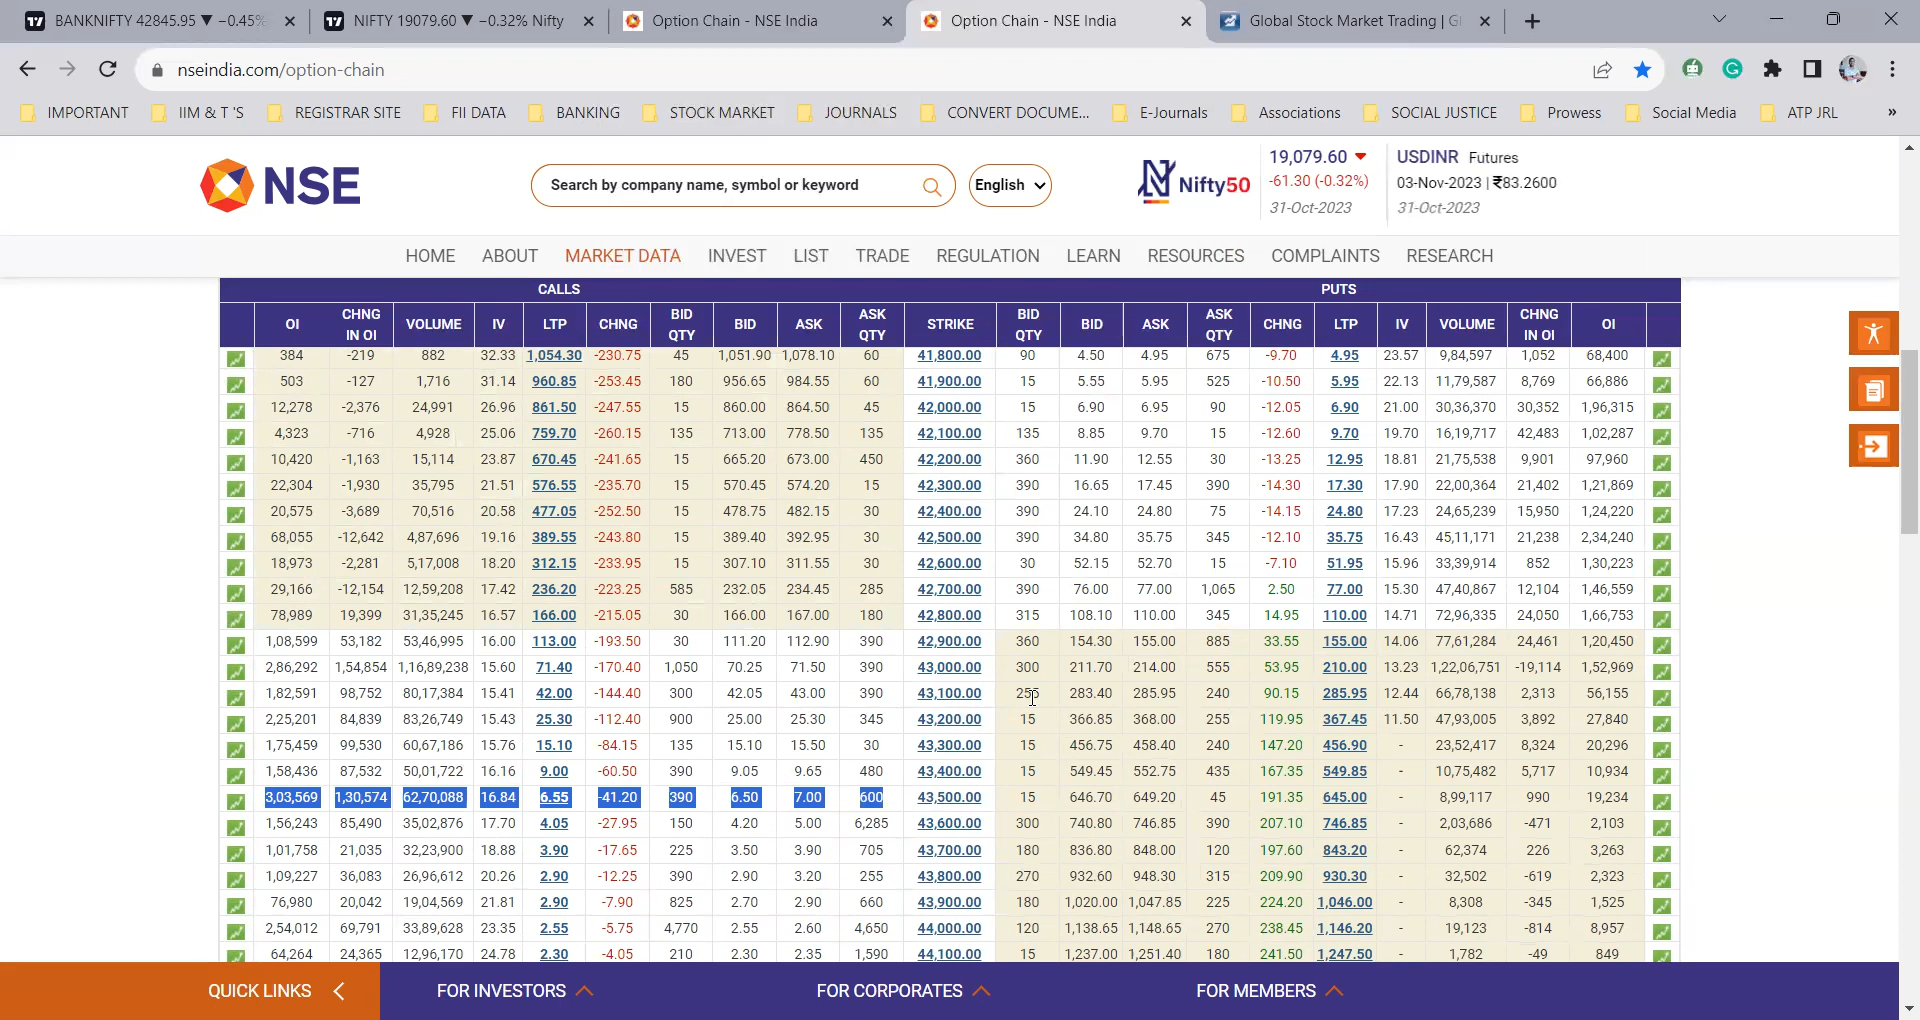 BANKNIFTY 42845.95 ▼ −0.45%
NIFTY 19079.60 ▼ −0.32% Nifty
Option Chain - NSE India
Option Chain - NSE India
Global Stock Market Trading |
nseindia.com/option-chain
IMPORTANT IIM & T 'S REGISTRAR SITE FII DATA BANKING STOCK MARKET JOURNALS CONVERT DOCUME... E-Journals Associations SOCIAL JUSTICE Prowess Social Media ATP JRL »
NSE
Search by company name, symbol or keyword
English
Nifty50
19,079.60
-61.30 (-0.32%)
31-Oct-2023
USDINR Futures
03-Nov-2023 | ₹83.2600
31-Oct-2023
HOME ABOUT MARKET DATA INVEST LIST TRADE REGULATION LEARN RESOURCES COMPLAINTS RESEARCH
CALLS PUTS
OI CHNG IN OI VOLUME IV LTP CHNG BID QTY BID ASK ASK QTY STRIKE BID QTY BID ASK ASK QTY CHNG LTP IV VOLUME CHNG IN OI OI
384 -219 882 32.33 1,054.30 -230.75 45 1,051.90 1,078.10 60 41,800.00 90 4.50 4.95 675 -9.70 4.95 23.57 9,84,597 1,052 68,400
503 -127 1,716 31.14 960.85 -253.45 180 956.65 984.55 60 41,900.00 15 5.55 5.95 525 -10.50 5.95 22.13 11,79,587 8,769 66,886
12,278 -2,376 24,991 26.96 861.50 -247.55 15 860.00 864.50 45 42,000.00 15 6.90 6.95 90 -12.05 6.90 21.00 30,36,370 30,352 1,96,315
4,323 -716 4,928 25.06 759.70 -260.15 135 713.00 778.50 135 42,100.00 135 8.85 9.70 15 -12.60 9.70 19.70 16,19,717 42,483 1,02,287
10,420 -1,163 15,114 23.87 670.45 -241.65 15 665.20 673.00 450 42,200.00 360 11.90 12.55 30 -13.25 12.95 18.81 21,75,538 9,901 97,960
22,304 -1,930 35,795 21.51 576.55 -235.70 15 570.45 574.20 15 42,300.00 390 16.65 17.45 390 -14.30 17.30 17.90 22,00,364 21,402 1,21,869
20,575 -3,689 70,516 20.58 477.05 -252.50 15 478.75 482.15 30 42,400.00 390 24.10 24.80 75 -14.15 24.80 17.23 24,65,239 15,950 1,24,220
68,055 -12,642 4,87,696 19.16 389.55 -243.80 15 389.40 392.95 30 42,500.00 390 34.80 35.75 345 -12.10 35.75 16.43 45,11,171 21,238 2,34,240
18,973 -2,281 5,17,008 18.20 312.15 -233.95 15 307.10 311.55 30 42,600.00 30 52.15 52.70 15 -7.10 51.95 15.96 33,39,914 852 1,30,223
29,166 -12,154 12,59,208 17.42 236.20 -223.25 585 232.05 234.45 285 42,700.00 390 76.00 77.00 1,065 2.50 77.00 15.30 47,40,867 12,104 1,46,559
78,989 19,399 31,35,245 16.57 166.00 -215.05 30 166.00 167.00 180 42,800.00 315 108.10 110.00 345 14.95 110.00 14.71 72,96,335 24,050 1,66,753
1,08,599 53,182 53,46,995 16.00 113.00 -193.50 30 111.20 112.90 390 42,900.00 360 154.30 155.00 885 33.55 155.00 14.06 77,61,284 24,461 1,20,450
2,86,292 1,54,854 1,16,89,238 15.60 71.40 -170.40 1,050 70.25 71.50 390 43,000.00 300 211.70 214.00 555 53.95 210.00 13.23 1,22,06,751 -19,114 1,52,969
1,82,591 98,752 80,17,384 15.41 42.00 -144.40 300 42.05 43.00 390 43,100.00 255 283.40 285.95 240 90.15 285.95 12.44 66,78,138 2,313 56,155
2,25,201 84,839 83,26,749 15.43 25.30 -112.40 900 25.00 25.30 345 43,200.00 15 366.85 368.00 255 119.95 367.45 11.50 47,93,005 3,892 27,840
1,75,459 99,530 60,67,186 15.76 15.10 -84.15 135 15.10 15.50 30 43,300.00 15 456.75 458.40 240 147.20 456.90 - 23,52,417 8,324 20,296
1,58,436 87,532 50,01,722 16.16 9.00 -60.50 390 9.05 9.65 480 43,400.00 15 549.45 552.75 435 167.35 549.85 - 10,75,482 5,717 10,934
3,03,569 1,30,574 62,70,088 16.84 6.55 -41.20 390 6.50 7.00 600 43,500.00 15 646.70 649.20 45 191.35 645.00 - 8,99,117 990 19,234
1,56,243 85,490 35,02,876 17.70 4.05 -27.95 150 4.20 5.00 6,285 43,600.00 300 740.80 746.85 390 207.10 746.85 - 2,03,686 -471 2,103
1,01,758 21,035 32,23,900 18.88 3.90 -17.65 225 3.50 3.90 705 43,700.00 180 836.80 848.00 120 197.60 843.20 - 62,374 226 3,263
1,09,227 36,083 26,96,612 20.26 2.90 -12.25 390 2.90 3.20 255 43,800.00 270 932.60 948.30 315 209.90 930.30 - 32,502 -619 2,323
76,980 20,042 19,04,569 21.81 2.90 -7.90 825 2.70 2.90 660 43,900.00 180 1,020.00 1,047.85 225 224.20 1,046.00 - 8,308 -345 1,525
2,54,012 69,791 33,89,628 23.35 2.55 -5.75 4,770 2.55 2.60 4,650 44,000.00 120 1,138.65 1,148.65 270 238.45 1,146.20 - 19,123 -814 8,957
64,264 24,365 12,96,170 24.78 2.30 -4.05 210 2.30 2.35 1,590 44,100.00 15 1,237.00 1,251.40 180 241.50 1,247.50 - 1,782 -49 849
QUICK LINKS FOR INVESTORS FOR CORPORATES FOR MEMBERS